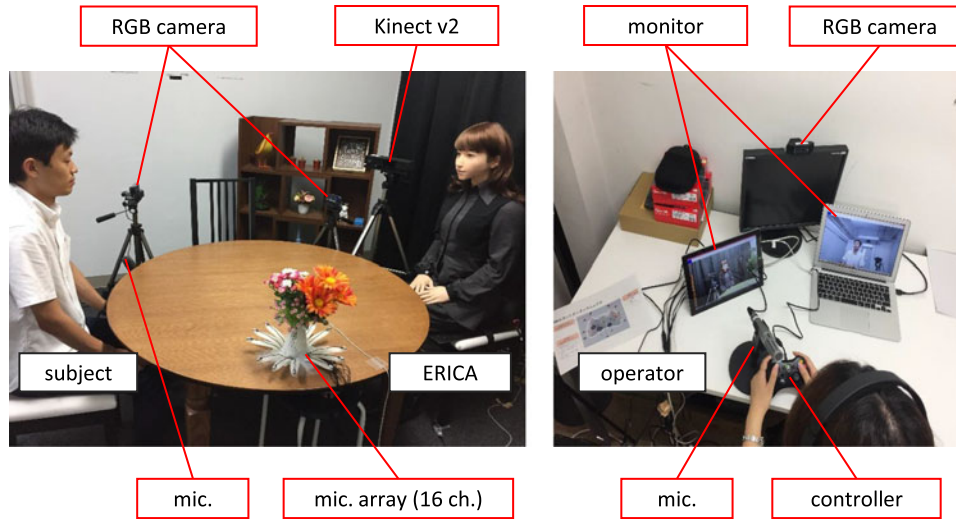 RGB camera
Kinect v2
monitor
RGB camera
subject
ERICA
operator
mic.
mic. array (16 ch.)
mic.
controller